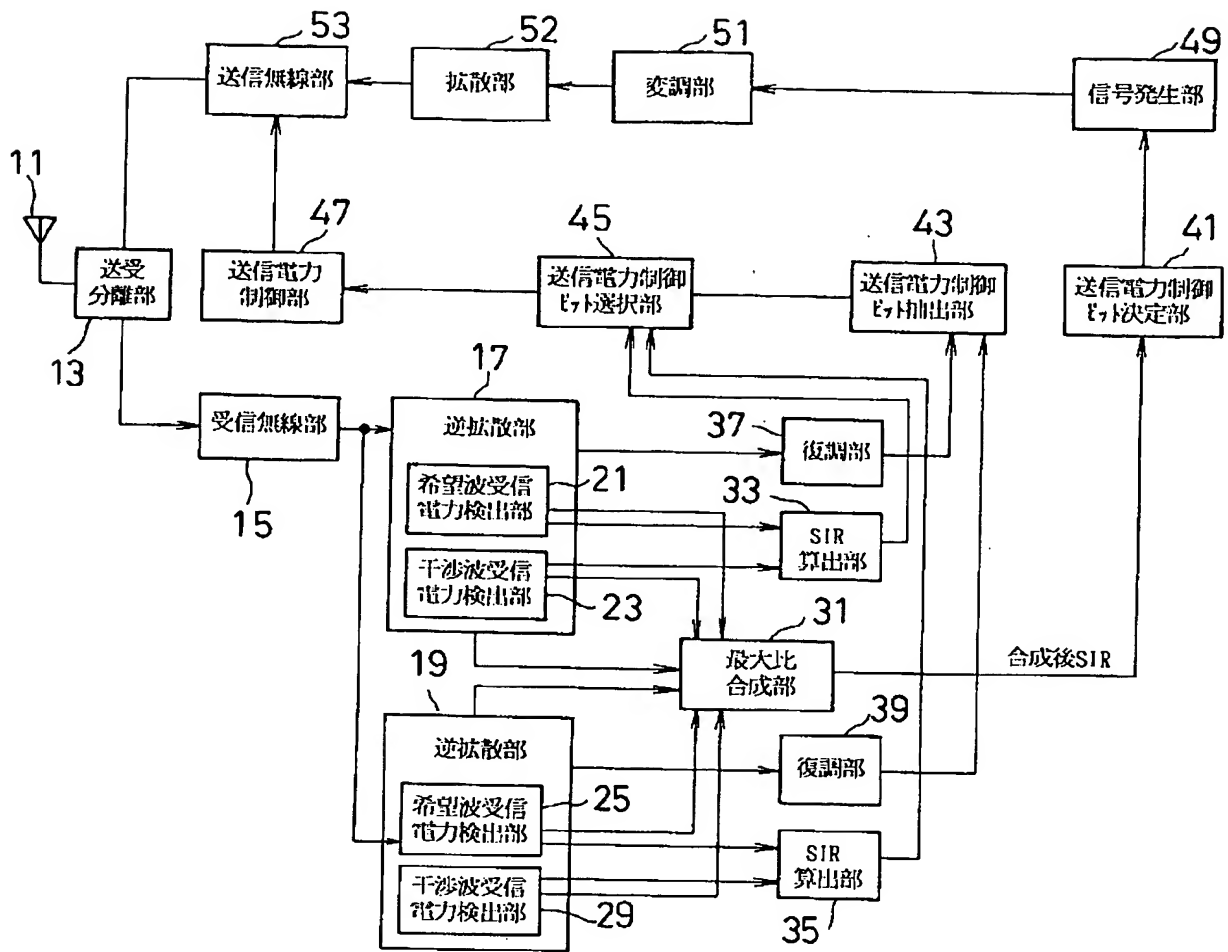 53
52
51
49
送信無線部
拡散部
変調部
信号発生部
11
47
45
43
41
送受
分離部
送信電力
制御部
送信電力制御
ビット選択部
送信電力制御
ビット抽出部
送信電力制御
ビット決定部
13
17
受信無線部
15
逆拡散部
37
復調部
希望波受信
電力検出部
21
33
SIR
算出部
干渉波受信
電力検出部
23
31
最大比
合成部
合成後SIR
19
逆拡散部
39
復調部
希望波受信
電力検出部
25
SIR
算出部
干渉波受信
電力検出部
29
35